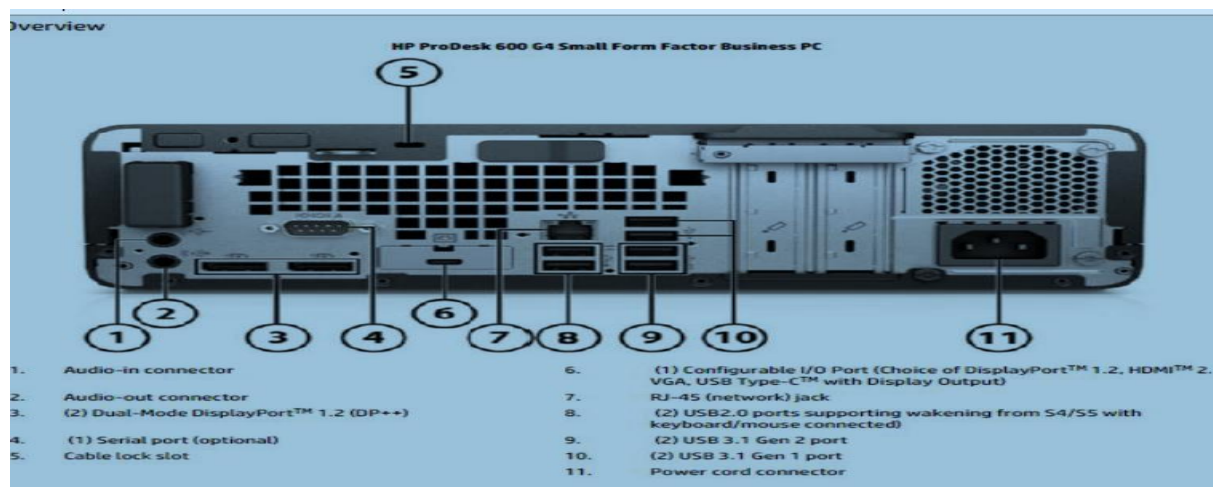 Overview
HP ProDesk 600 G4 Small Form Factor Business PC
5
1
2
3
4
6
7
8
9
10
11
1. Audio-in connector
2. Audio-out connector
3. (2) Dual-Mode DisplayPort™ 1.2 (DP++)
4. (1) Serial port (optional)
5. Cable lock slot
6. (1) Configurable I/O Port (Choice of DisplayPort™ 1.2, HDMI™ 2.
VGA, USB Type-C™ with Display Output)
7. RJ-45 (network) jack
8. (2) USB2.0 ports supporting wakening from S4/S5 with
keyboard/mouse connected)
9. (2) USB 3.1 Gen 2 port
10. (2) USB 3.1 Gen 1 port
11. Power cord connector